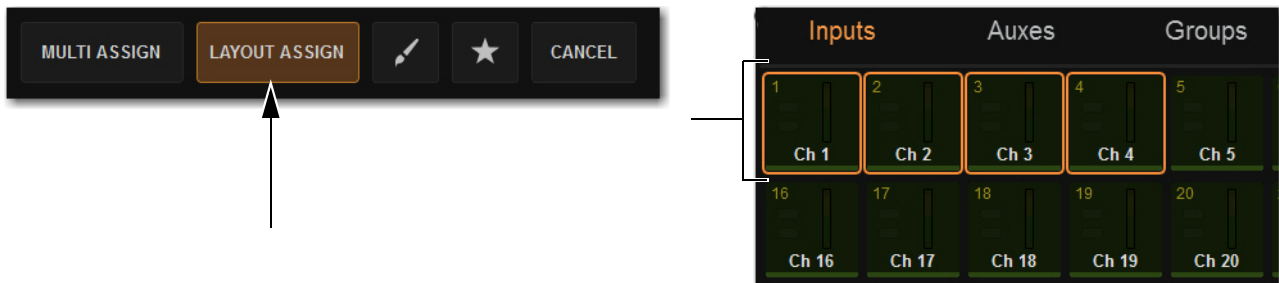 MULTI ASSIGN LAYOUT ASSIGN CANCEL
Inputs Auxes Groups
1 2 3 4 5
Ch 1 Ch 2 Ch 3 Ch 4 Ch 5
16 17 18 19 20
Ch 16 Ch 17 Ch 18 Ch 19 Ch 20